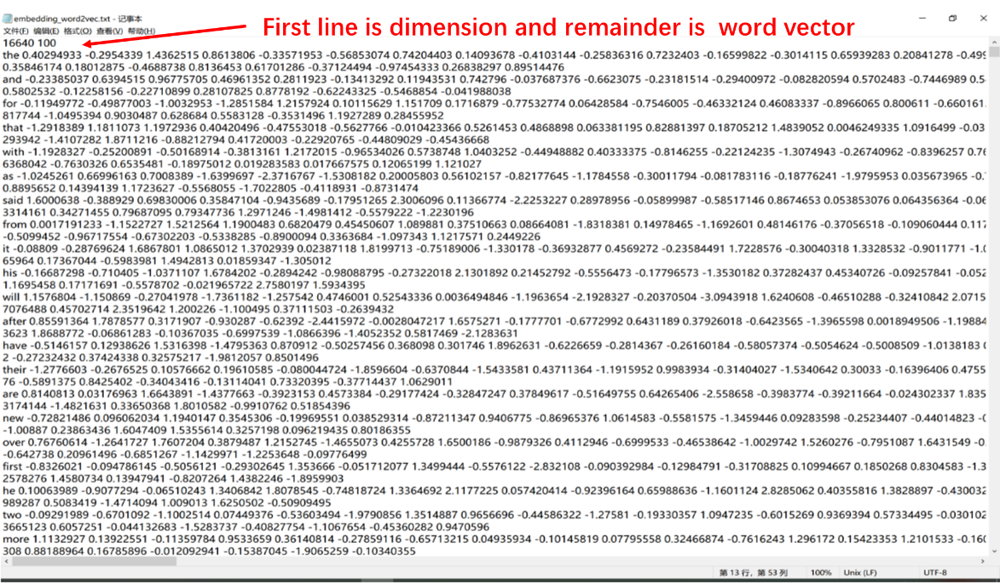 embedding_word2vec.txt - 记事本
文件(F) 编辑(E) 格式(O) 查看(V) 帮助(H)
First line is dimension and remainder is word vector
16640 100
the 0.40294933 -0.2954339 1.4362515 0.8613806 -0.33571953 -0.56853074 0.74204403 0.14093678 -0.4103144 -0.25836316 0.7232403 -0.16599822 -0.3014115 0.65939283 0.20841278 -0.499
0.35846174 0.18012875 -0.4688738 0.8136453 0.61701286 -0.37124494 -0.97454333 0.26838297 0.89514476
and -0.23385037 0.6394515 0.96775705 0.46961352 0.2811923 -0.13413292 0.11943531 0.742796 -0.037687376 -0.6623075 -0.23181514 -0.29400972 -0.082820594 0.5702483 -0.7446989 0.5
0.5802532 -0.12258156 -0.22710899 0.28107825 0.8778192 -0.62243325 -0.5468854 -0.041988038
for -0.11949772 -0.49877003 -1.0032953 -1.2851584 1.2157924 0.10115629 1.151709 0.1716879 -0.77532774 0.06428584 -0.7546005 -0.46332124 0.46083337 -0.8966065 0.800611 -0.660161
817744 -1.0495394 0.9030487 0.628684 0.5583128 -0.3531496 1.1927289 0.28455952
that -1.2918389 1.1811073 1.1972936 0.40420496 -0.47553018 -0.5627766 -0.010423366 0.5261453 0.4868898 0.063381195 0.82881397 0.18705212 1.4839052 0.0046249335 1.0916499 -0.03
293942 -1.4107282 1.8711216 -0.88212794 0.41720003 -0.22920765 -0.44809029 -0.45436668
with -1.1928327 -0.25200891 -0.50168914 -0.3813161 1.2172015 -0.96534026 0.5738748 1.0403252 -0.44948882 0.40333375 -0.8146255 -0.22124235 -1.3074943 -0.26740962 -0.8396257 0.76
6368042 -0.7630326 0.6535481 -0.18975012 0.019283583 0.017667575 0.12065199 1.121027
as -1.0245261 0.66996163 0.7008389 -1.6399697 -2.3716767 -1.5308182 0.20005803 0.56102157 -0.82177645 -1.1784558 -0.30011794 -0.081783116 -0.18776241 -1.9795953 0.035673965 -0.
0.8895652 0.14394139 1.1723627 -0.5568055 -1.7022805 -0.4118931 -0.8731474
said 1.6000638 -0.388929 0.69830006 0.35847104 -0.9435689 -0.17951265 2.3006096 0.11366774 -2.2253227 0.28978956 -0.05899987 -0.58517146 0.8674653 0.053853076 0.064356364 -0.06
3314161 0.34271455 0.79687095 0.79347736 1.2971246 -1.4981412 -0.5579222 -1.2230196
from 0.0017191233 -1.1522727 1.5212564 1.1900483 0.6820479 0.45450607 1.089881 0.37510663 0.08664081 -1.8318381 0.14978465 -1.1692601 0.48146176 -0.37056518 -0.109060444 0.117
-0.5099452 -0.96717554 -0.67302203 -0.5338285 -0.8900094 0.3363684 -1.097343 1.1217571 0.2449226
it -0.08809 -0.28769624 1.6867801 1.0865012 1.3702939 0.02387118 1.8199713 -0.75189006 -1.330178 -0.36932877 0.4569272 -0.23584491 1.7228576 -0.30040318 1.3328532 -0.9011771 -1.0
65964 0.17367044 -0.5983981 1.4942813 0.01859347 -1.305012
his -0.16687298 -0.710405 -1.0371107 1.6784202 -0.2894242 -0.98088795 -0.27322018 2.1301892 0.21452792 -0.5556473 -0.17796573 -1.3530182 0.37282437 0.45340726 -0.09257841 -0.052
1.1695458 0.17171691 -0.5578702 -0.021965722 2.7580197 1.5934395
will 1.1576804 -1.150869 -0.27041978 -1.7361182 -1.257542 0.4746001 0.52543336 0.0036494846 -1.1963654 -2.1928327 -0.20370504 -3.0943918 1.6240608 -0.46510288 -0.32410842 2.0715
7076488 0.45702714 2.3519642 1.200226 -1.100495 0.37111503 -0.2639432
after 0.85591364 1.7878577 0.3171907 -0.930287 -0.62392 -2.4415972 -0.0028047217 1.6575271 -0.1777701 -0.6772992 0.6431189 0.37926018 -0.6423565 -1.3965598 0.0018949506 -1.19884
3623 1.8688772 -0.06861283 -0.10367035 -0.6997539 -1.0866396 -1.4052352 0.5817469 -2.1283631
have -0.5146157 0.12938626 1.5316398 -1.4795363 0.870912 -0.50257456 0.368098 0.301746 1.8962631 -0.6226659 -0.2814367 -0.26160184 -0.58057374 -0.5054624 -0.5008509 -1.0138183 0
2 -0.27232432 0.37424338 0.32575217 -1.9812057 0.8501496
their -1.2776603 -0.2676525 0.10576662 0.19610585 -0.080044724 -1.8596604 -0.6370844 -1.5433581 0.43711364 -1.1915952 0.9983934 -0.31404027 -1.5340642 0.30033 -0.16396406 0.4755
76 -0.5891375 0.8425402 -0.34043416 -0.13114041 0.73320395 -0.37714437 1.0629011
are 0.8140813 0.03176963 1.6643891 -1.4377663 -0.3923153 0.4573384 -0.29177424 -0.32847247 0.37849617 -0.51649755 0.64265406 -2.558658 -0.3983774 -0.39211664 -0.024302337 1.835
3174144 -1.4821631 0.33650368 1.8010582 -0.9910762 0.51854396
new -0.72821486 0.096062034 1.1940147 0.3545306 -0.19969551 0.038529314 -0.87211347 0.9406775 -0.86965376 1.0614583 -0.5581575 -1.3459446 0.09283598 -0.25234407 -0.44014823 -0
-1.00887 0.23863436 1.6047409 1.5355614 0.3257198 0.096219435 0.80186355
over 0.76760614 -1.2641727 1.7607204 0.3879487 1.2152745 -1.4655073 0.4255728 1.6500186 -0.9879326 0.4112946 -0.6999533 -0.46538642 -1.0029742 1.5260276 -0.7951087 1.6431549 -0.
-0.642738 0.20961496 -0.6851267 -1.1429971 -1.2253648 -0.09776499
first -0.8326021 -0.094786145 -0.5056121 -0.29302645 1.353666 -0.051712077 1.3499444 -0.5576122 -2.832108 -0.090392984 -0.12984791 -0.31708825 0.10994667 0.1850268 0.8304583 -1.3
2578276 1.4580734 0.13947941 -0.8207264 1.4382246 -1.8959903
he 0.10063989 -0.9077294 -0.06510243 1.3406842 1.8078545 -0.74818724 1.3364692 2.1177225 0.057420414 -0.92396164 0.65988636 -1.1601124 2.8285062 0.40355816 1.3828897 -0.430032
989287 0.5083419 -1.4714094 1.009013 1.6250502 -0.50909495
two -0.09291989 -0.6701092 -1.1002514 0.07449376 -0.53603494 -1.9790856 1.3514887 0.9656696 -0.44586322 -1.27581 -0.19330357 1.0947235 -0.6015269 0.9369394 0.57334495 -0.030102
3665123 0.6057251 -0.044132683 -1.5283737 -0.40827754 -1.1067654 -0.45360282 0.9470596
more 1.1132927 0.13922551 -0.11359784 0.9533659 0.36140814 -0.27859116 -0.65713215 0.04935934 -0.10145819 0.07795558 0.32466874 -0.7616243 1.296172 0.15423353 1.2101533 -0.160
308 0.88188964 0.16785896 -0.012092941 -0.15387045 -1.9065259 -0.10340355
第 13 行，第 53 列 100% Unix (LF) UTF-8